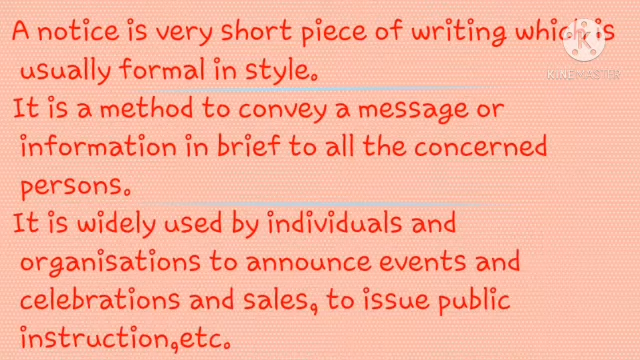 A notice is very short piece of writing which is
usually formal in style.
It is a method to convey a message or
information in brief to all the concerned
persons.
It is widely used by individuals and
organisations to announce events and
celebrations and sales, to issue public
instruction,etc.
KINEMASTER